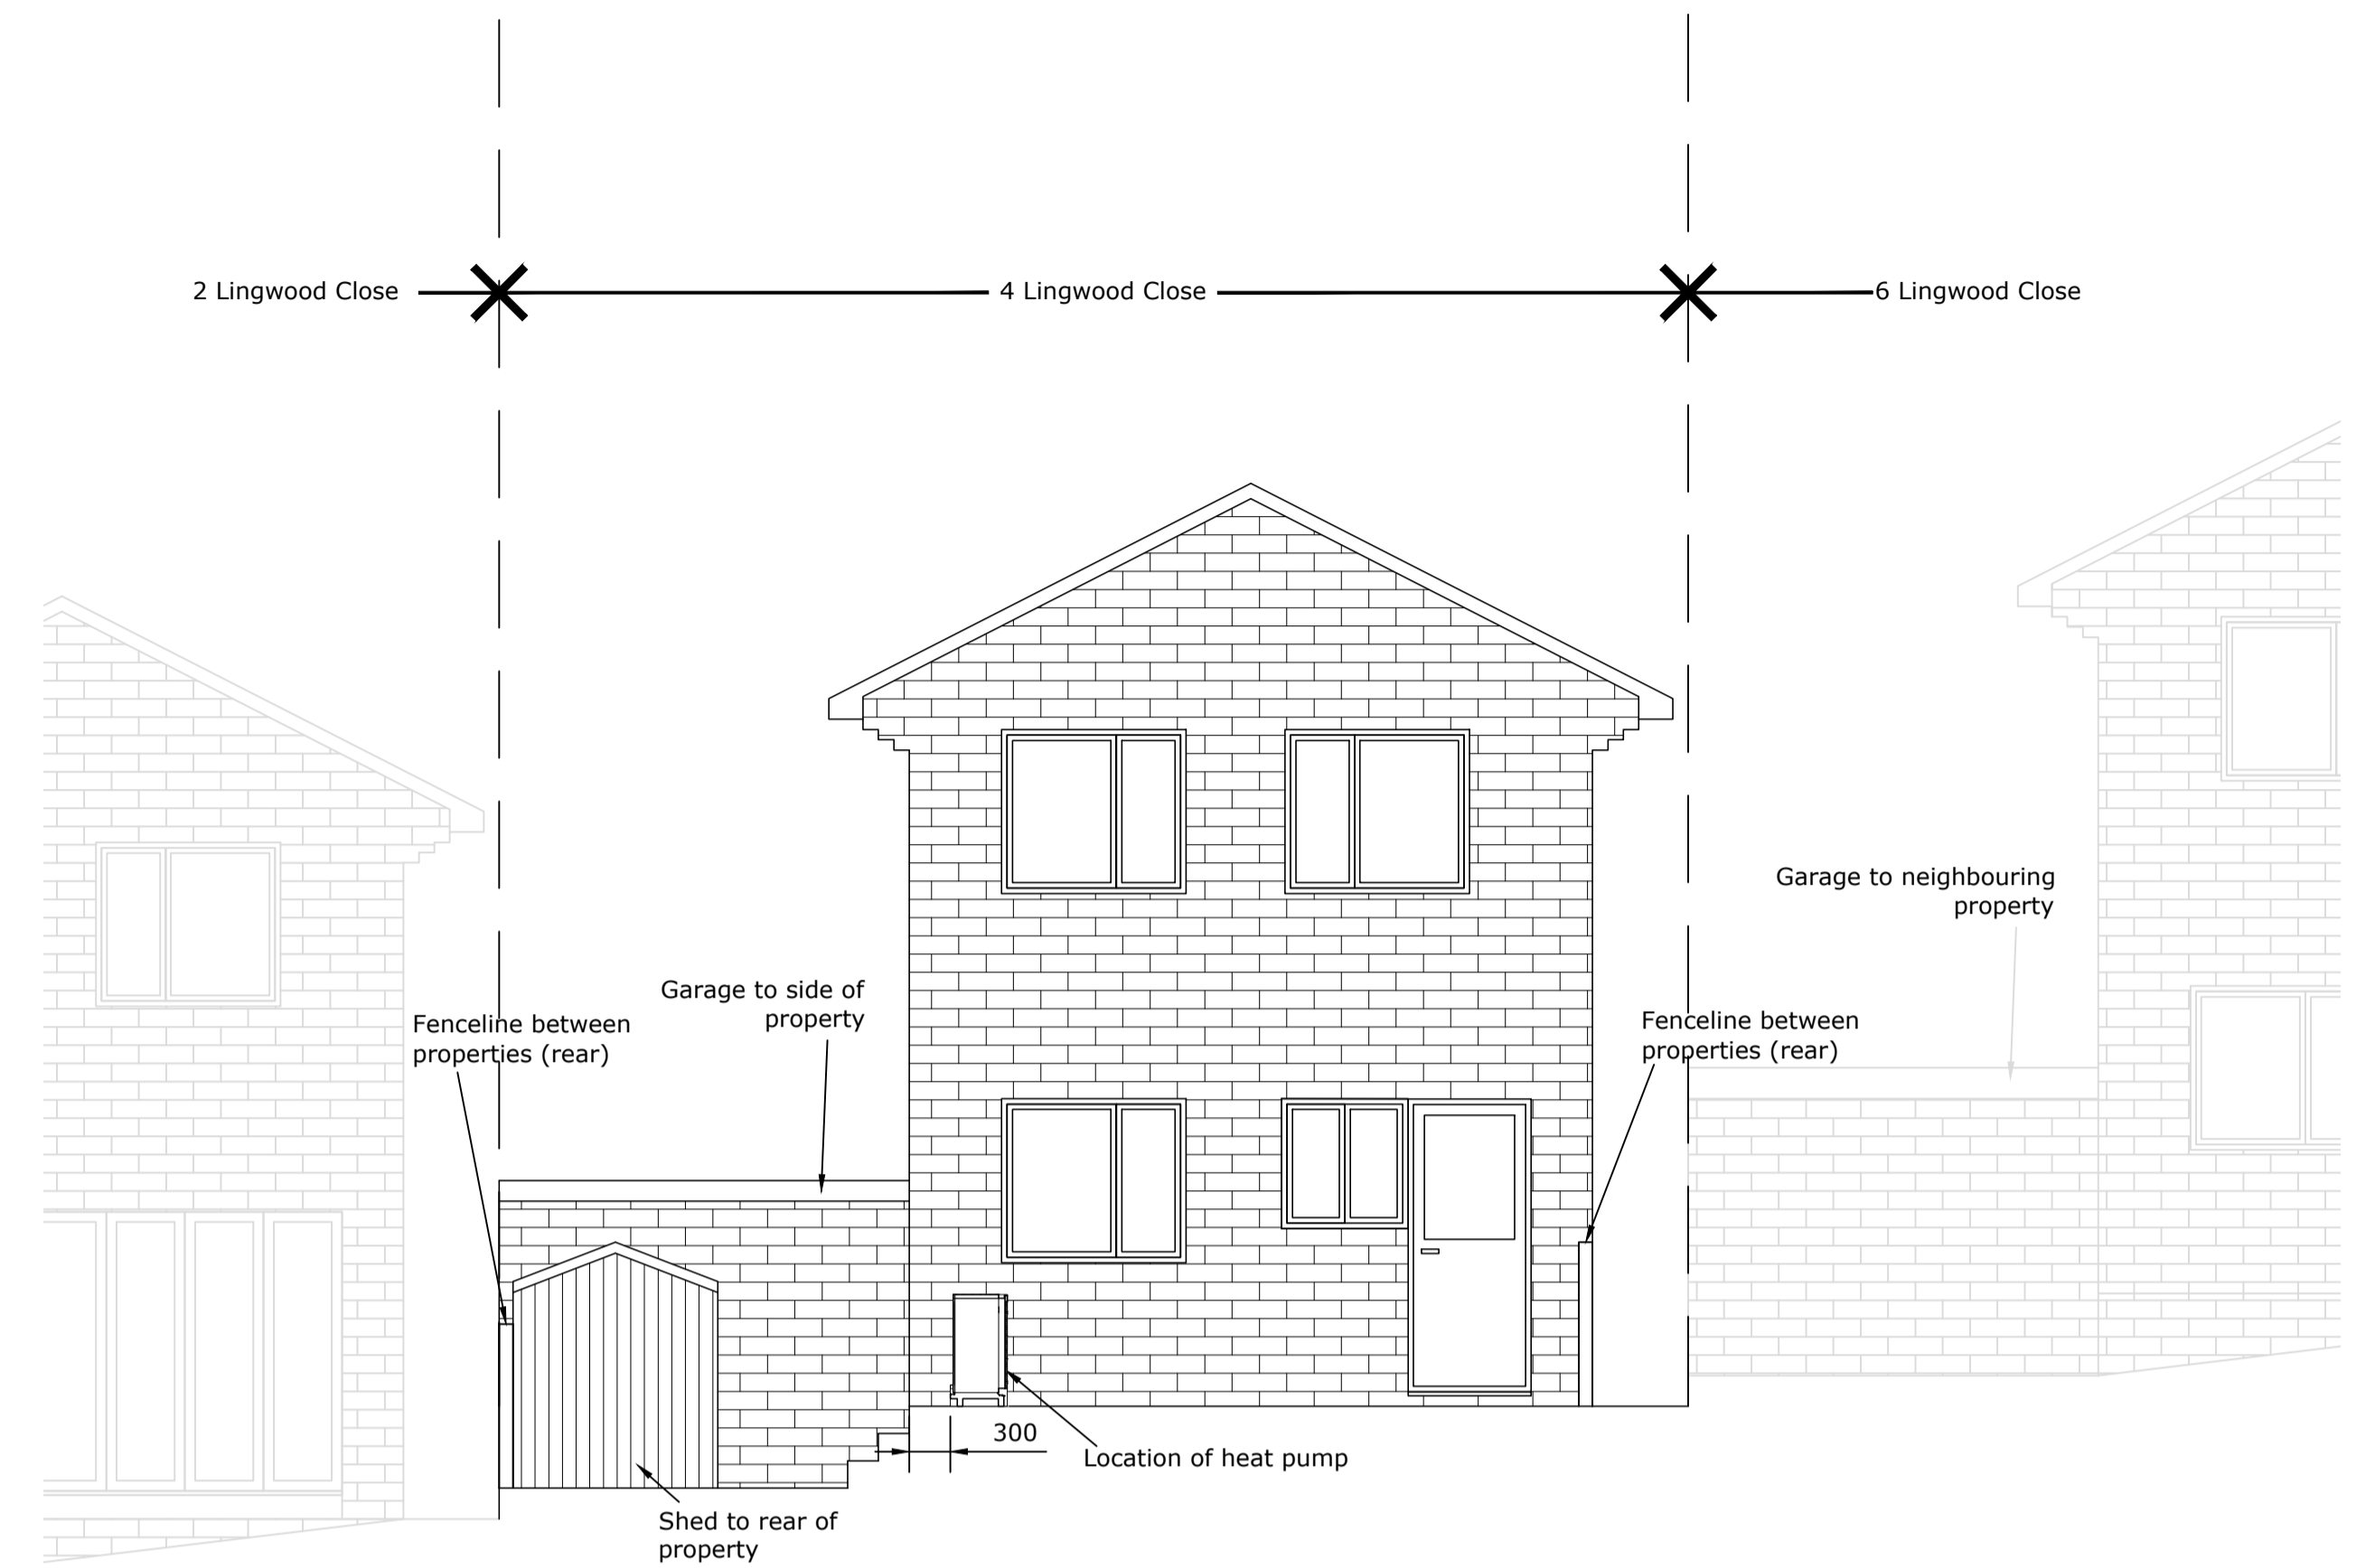 2 Lingwood Close
4 Lingwood Close
6 Lingwood Close
Garage to neighbouring
property
Garage to side of
property
Fenceline between
properties (rear)
Fenceline between
properties (rear)
300
Location of heat pump
Shed to rear of
property